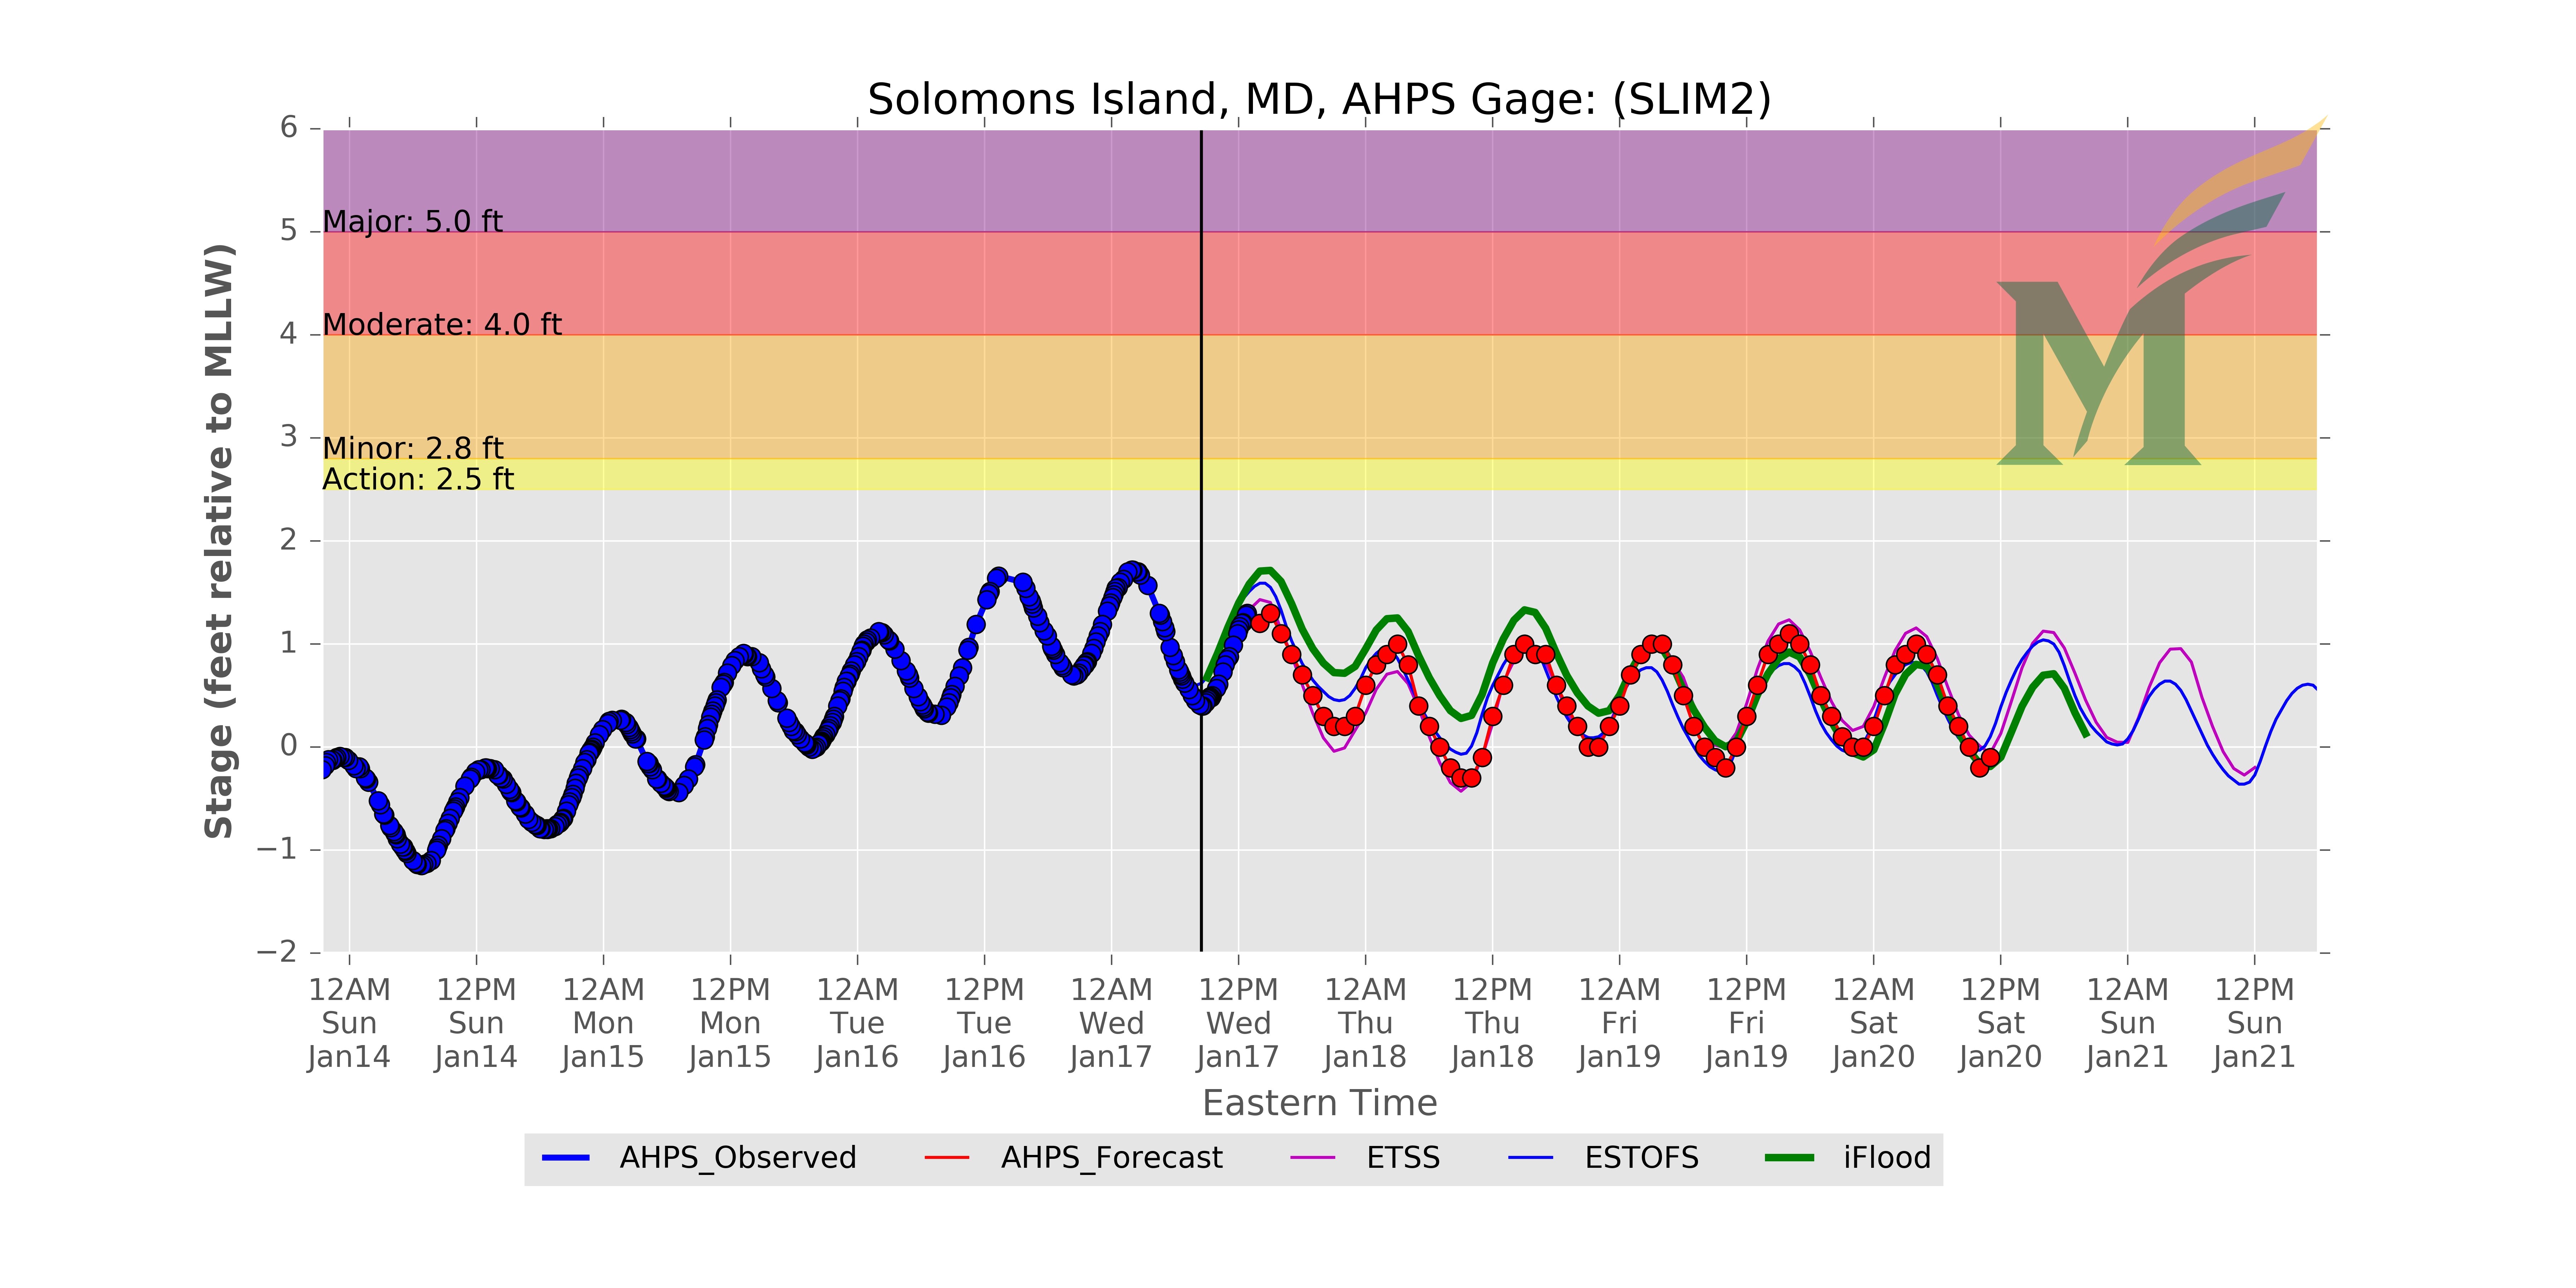 Solomons Island, MD, AHPS Gage: (SLIM2)
Stage (feet relative to MLLW)
6
5
4
3
2
1
0
−1
−2
Major: 5.0 ft
Moderate: 4.0 ft
Minor: 2.8 ft
Action: 2.5 ft
M
12AM 12PM 12AM 12PM 12AM 12PM 12AM 12PM 12AM 12PM 12AM 12PM 12AM 12PM 12AM 12PM
Sun Sun Mon Mon Tue Tue Wed Wed Thu Thu Fri Fri Sat Sat Sun Sun
Jan14 Jan14 Jan15 Jan15 Jan16 Jan16 Jan17 Jan17 Jan18 Jan18 Jan19 Jan19 Jan20 Jan20 Jan21 Jan21
Eastern Time
AHPS_Observed AHPS_Forecast ETSS ESTOFS iFlood